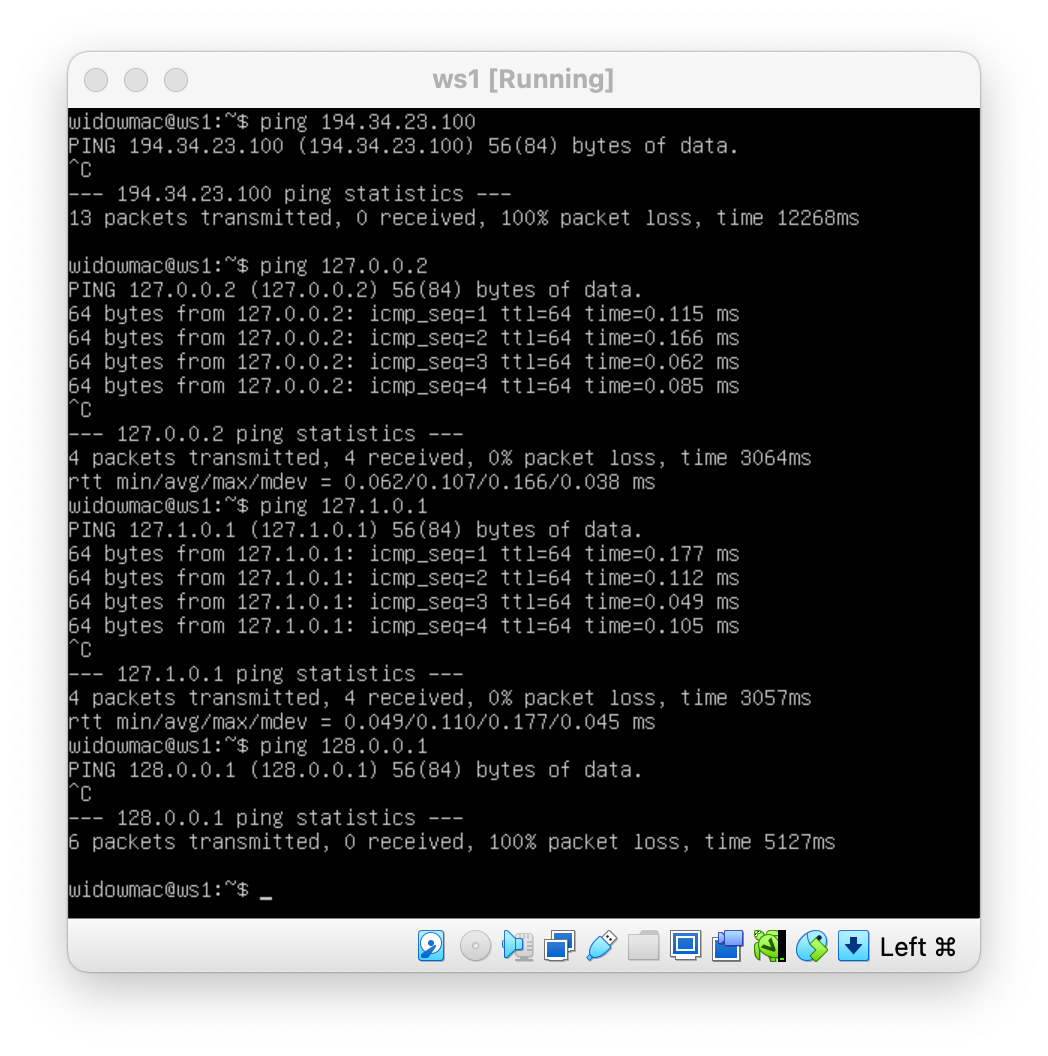 ws1 [Running]
widowmac@ws1:~$ ping 194.34.23.100
PING 194.34.23.100 (194.34.23.100) 56(84) bytes of data.
^C
--- 194.34.23.100 ping statistics ---
13 packets transmitted, 0 received, 100% packet loss, time 12268ms
widowmac@ws1:~$ ping 127.0.0.2
PING 127.0.0.2 (127.0.0.2) 56(84) bytes of data.
64 bytes from 127.0.0.2: icmp_seq=1 ttl=64 time=0.115 ms
64 bytes from 127.0.0.2: icmp_seq=2 ttl=64 time=0.166 ms
64 bytes from 127.0.0.2: icmp_seq=3 ttl=64 time=0.062 ms
64 bytes from 127.0.0.2: icmp_seq=4 ttl=64 time=0.085 ms
^C
--- 127.0.0.2 ping statistics ---
4 packets transmitted, 4 received, 0% packet loss, time 3064ms
rtt min/avg/max/mdev = 0.062/0.107/0.166/0.038 ms
widowmac@ws1:~$ ping 127.1.0.1
PING 127.1.0.1 (127.1.0.1) 56(84) bytes of data.
64 bytes from 127.1.0.1: icmp_seq=1 ttl=64 time=0.177 ms
64 bytes from 127.1.0.1: icmp_seq=2 ttl=64 time=0.112 ms
64 bytes from 127.1.0.1: icmp_seq=3 ttl=64 time=0.049 ms
64 bytes from 127.1.0.1: icmp_seq=4 ttl=64 time=0.105 ms
^C
--- 127.1.0.1 ping statistics ---
4 packets transmitted, 4 received, 0% packet loss, time 3057ms
rtt min/avg/max/mdev = 0.049/0.110/0.177/0.045 ms
widowmac@ws1:~$ ping 128.0.0.1
PING 128.0.0.1 (128.0.0.1) 56(84) bytes of data.
^C
--- 128.0.0.1 ping statistics ---
6 packets transmitted, 0 received, 100% packet loss, time 5127ms
widowmac@ws1:~$ _
Left ⌘